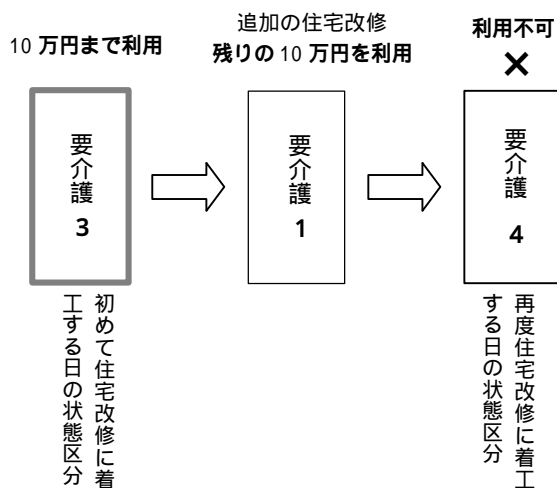 10 万円まで利用
追加の住宅改修
残りの 10 万円を利用
利用不可
×
要介護 3
要介護 1
要介護 4
初めて住宅改修に着
工する日の状態区分
再度住宅改修に着工
する日の状態区分